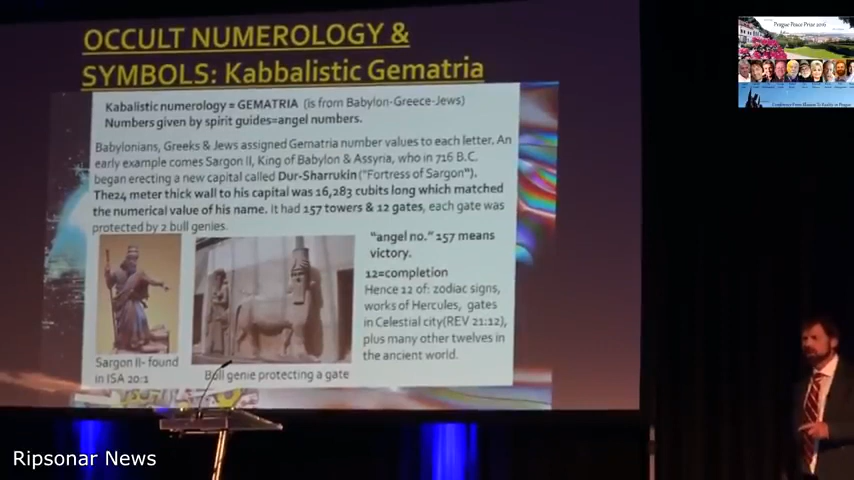 Prague Peace Prize 2016
OCCULT NUMEROLOGY &
SYMBOLS: Kabbalistic Gematria
Kabalistic numerology = GEMATRIA (is from Babylon-Greece-Jews)
Numbers given by spirit guides=angel numbers.
Babylonians, Greeks & Jews assigned Gematria number values to each letter. An
early example comes Sargon II, King of Babylon & Assyria, who in 716 B.C.
began erecting a new capital called Dur-Sharrukin ("Fortress of Sargon").
The24 meter thick wall to his capital was 16,283 cubits long which matched
the numerical value of his name. It had 157 towers & 12 gates, each gate was
protected by 2 bull genies.
"angel no." 157 means
victory.
12=completion
Hence 12 of: zodiac signs,
works of Hercules, gates
in Celestial city(REV 21:12),
plus many other twelves in
the ancient world.
Sargon II- found
in ISA 20:1
Bull genie protecting a gate
Ripsonar News